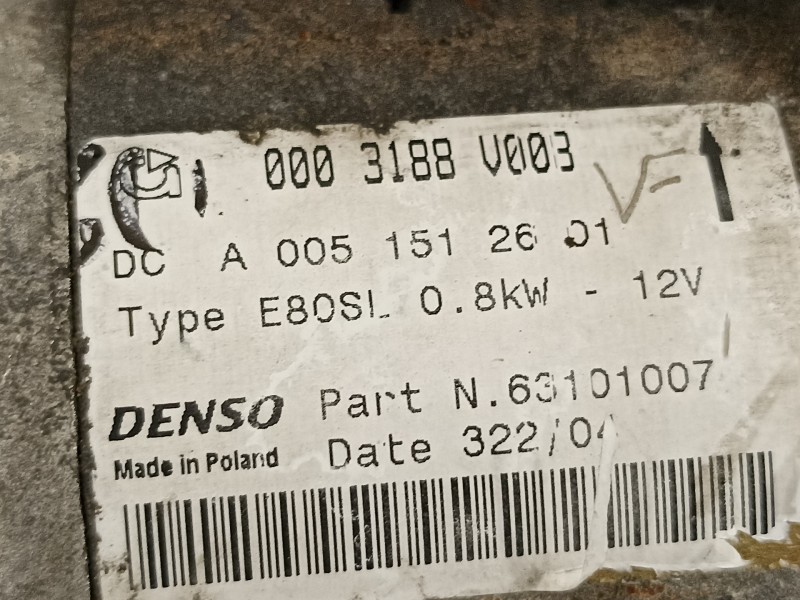 000 3188 V003
DC A 005 151 26 01
Type E80SL 0.8kW - 12V
DENSO Part N.63101007
Made in Poland Date 322/04